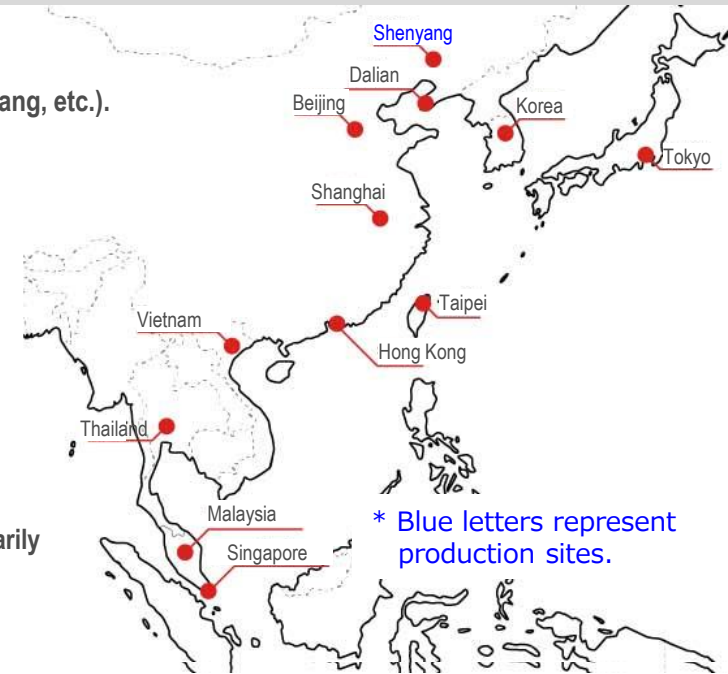 Shenyang
Dalian
ang, etc.).
Beijing
Korea
Tokyo
Shanghai
Taipei
Vietnam
Hong Kong
Thailand
Malaysia
* Blue letters represent
production sites.
arily
Singapore